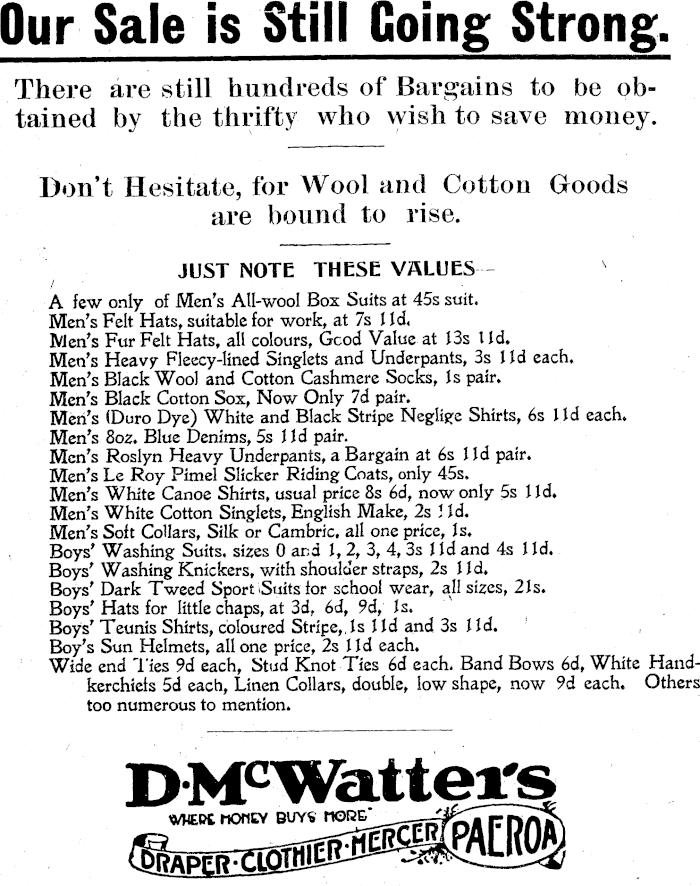 Our Sale is Still Going Strong.
There are still hundreds of Bargains to be ob-
tained by the thrifty who wish to save money.
Don't Hesitate, for Wool and Cotton Goods
are bound to rise.
JUST NOTE THESE VALUES—
A few only of Men's All-wool Box Suits at 45s suit.
Men's Felt Hats, suitable for work, at 7s 11d.
Men's Fur Felt Hats, all colours, Good Value at 13s 11d.
Men's Heavy Fleecy-lined Singlets and Underpants, 3s 11d each.
Men's Black Wool and Cotton Cashmere Socks, 1s pair.
Men's Black Cotton Sox, Now Only 7d pair.
Men's (Duro Dye) White and Black Stripe Neglige Shirts, 6s 11d each.
Men's 8oz. Blue Denims, 5s 11d pair.
Men's Roslyn Heavy Underpants, a Bargain at 6s 11d pair.
Men's Le Roy Pimel Slicker Riding Coats, only 45s.
Men's White Canoe Shirts, usual price 8s 6d, now only 5s 11d.
Men's White Cotton Singlets, English Make, 2s 11d.
Men's Soft Collars, Silk or Cambric, all one price, 1s.
Boys' Washing Suits, sizes 0 and 1, 2, 3, 4, 3s 11d and 4s 11d.
Boys' Washing Knickers, with shoulder straps, 2s 11d.
Boys' Dark Tweed Sport Suits for school wear, all sizes, 21s.
Boys' Hats for little chaps, at 3d, 6d, 9d, 1s.
Boys' Teunis Shirts, coloured Stripe, 1s 11d and 3s 11d.
Boy's Sun Helmets, all one price, 2s 11d each.
Wide end Ties 9d each, Stud Knot Ties 6d each. Band Bows 6d, White Hand-
kerchiefs 5d each, Linen Collars, double, low shape, now 9d each. Others
too numerous to mention.
D. McWatters
WHERE MONEY BUYS MORE
DRAPER·CLOTHIER·MERCER PAEROA